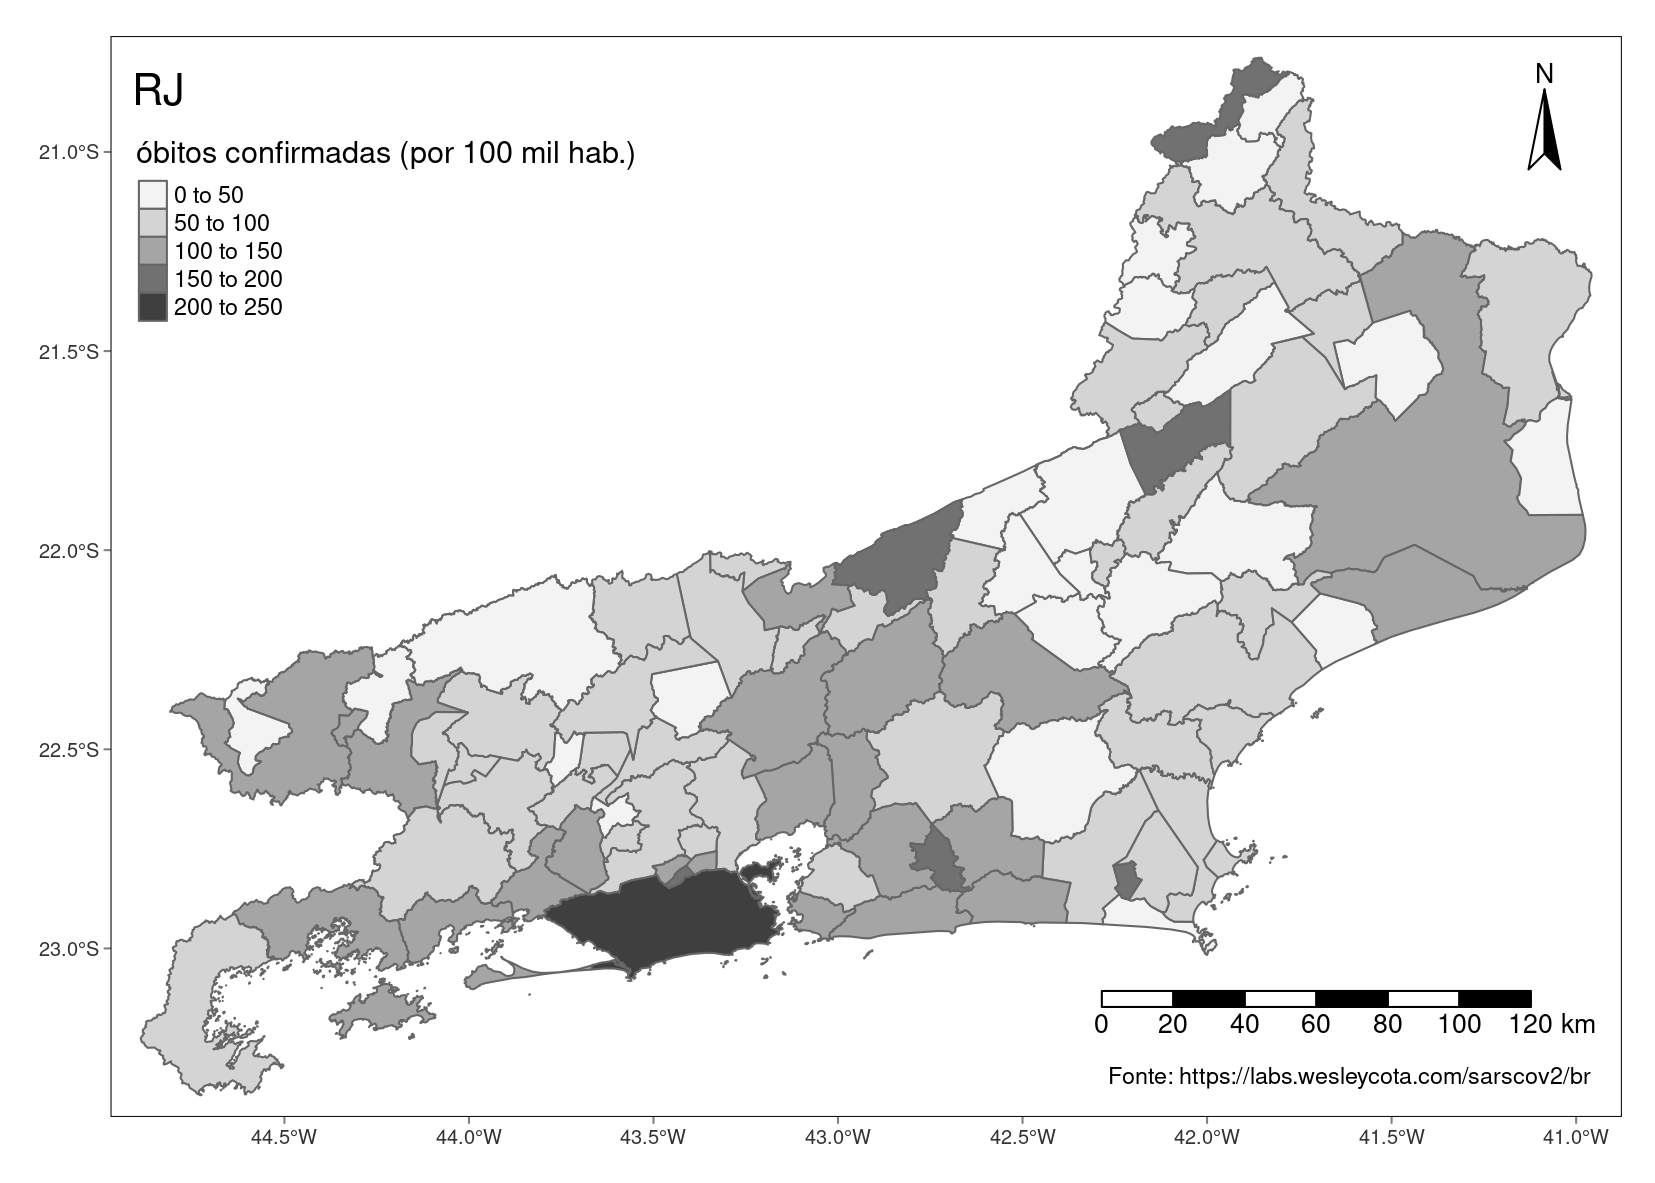 RJ
N
óbitos confirmadas (por 100 mil hab.)
0 to 50
50 to 100
100 to 150
150 to 200
200 to 250
21.0°S
21.5°S
22.0°S
22.5°S
23.0°S
0 20 40 60 80 100 120 km
Fonte: https://labs.wesleycota.com/sarscov2/br
44.5°W 44.0°W 43.5°W 43.0°W 42.5°W 42.0°W 41.5°W 41.0°W